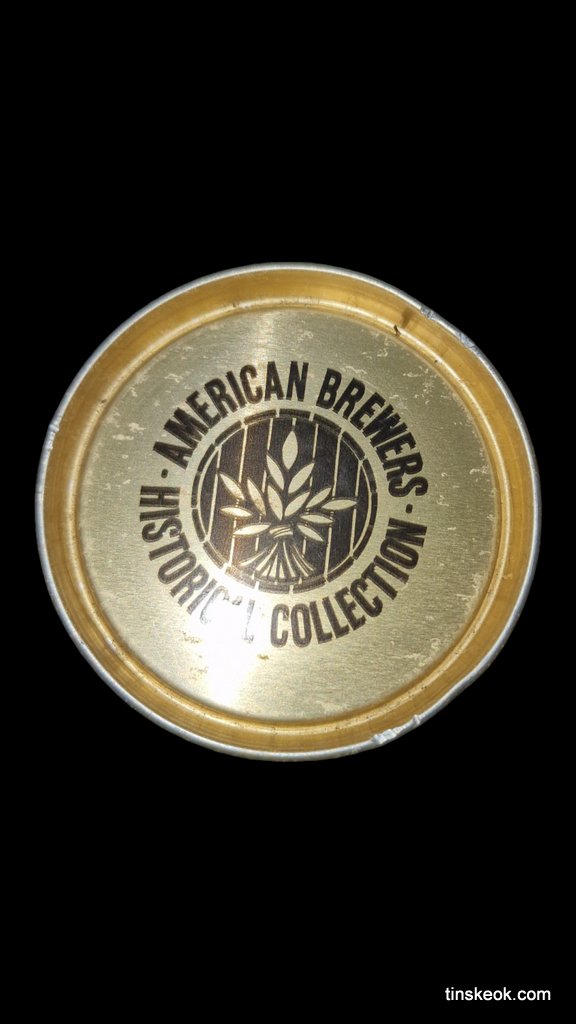 · AMERICAN BREWERS ·
HISTORICAL COLLECTION
tinskeok.com